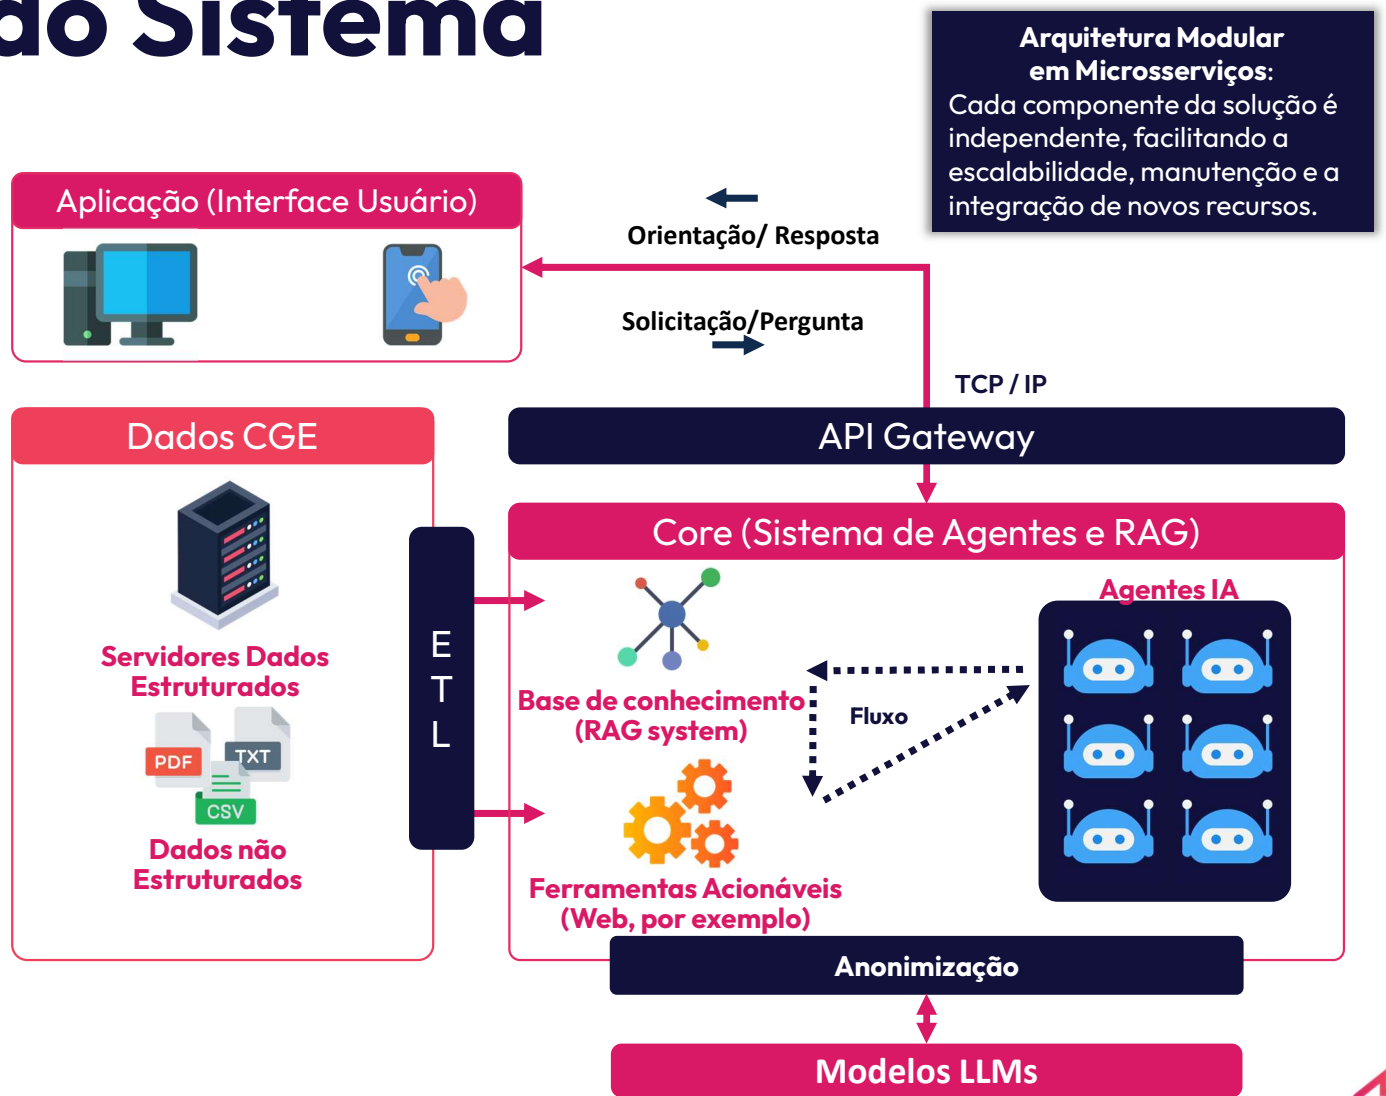 do Sistema
Arquitetura Modular
em Microsserviços:
Cada componente da solução é
independente, facilitando a
escalabilidade, manutenção e a
integração de novos recursos.
Aplicação (Interface Usuário)
Orientação/ Resposta
Solicitação/Pergunta
TCP / IP
Dados CGE
API Gateway
Servidores Dados
Estruturados
PDF
TXT
CSV
Dados não
Estruturados
E
T
L
Core (Sistema de Agentes e RAG)
Agentes IA
Base de conhecimento
(RAG system)
Fluxo
Ferramentas Acionáveis
(Web, por exemplo)
Anonimização
Modelos LLMs